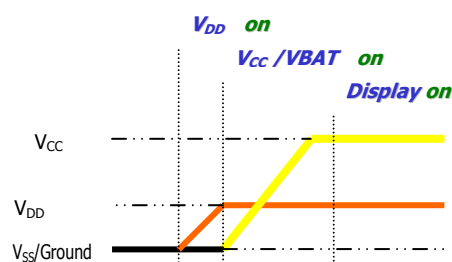 VDD on
VCC /VBAT on
Display on
VCC
VDD
VSS/Ground